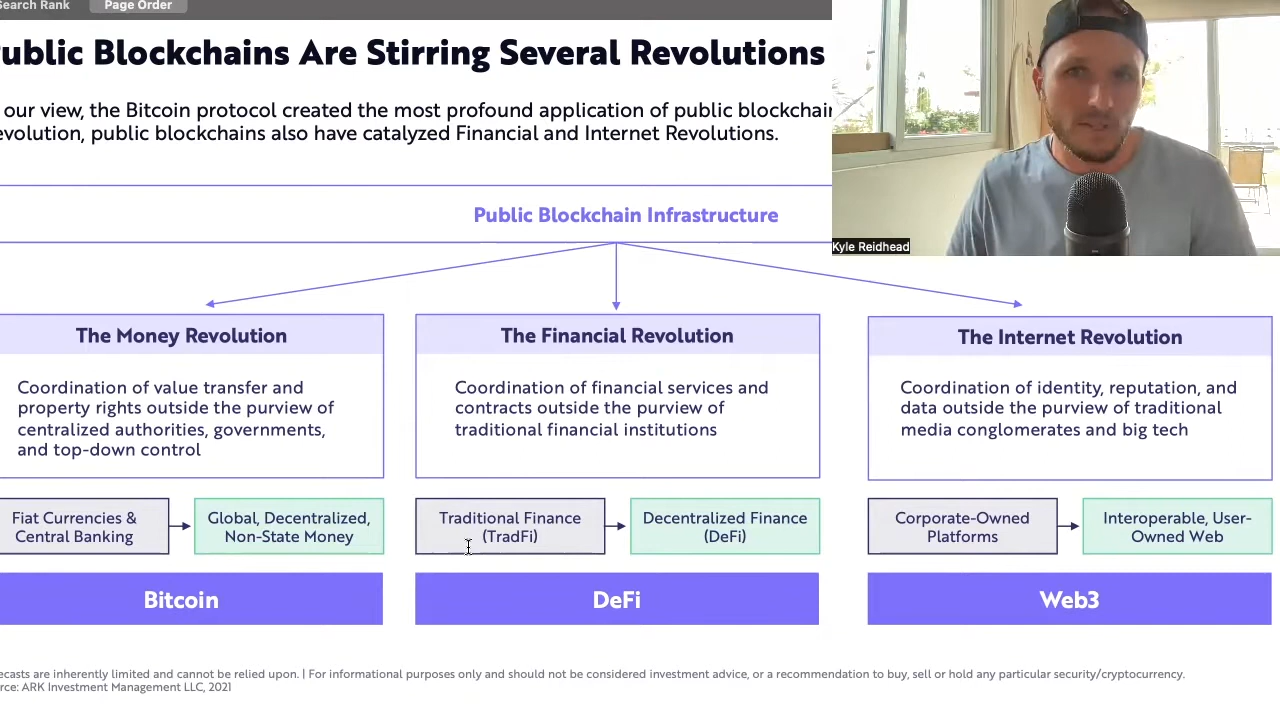 Search Rank
Page Order
Public Blockchains Are Stirring Several Revolutions
our view, the Bitcoin protocol created the most profound application of public blockchain
evolution, public blockchains also have catalyzed Financial and Internet Revolutions.
Kyle Reidhead
Public Blockchain Infrastructure
The Money Revolution
Coordination of value transfer and
property rights outside the purview of
centralized authorities, governments,
and top-down control
Fiat Currencies &
Central Banking
Global, Decentralized,
Non-State Money
Bitcoin
The Financial Revolution
Coordination of financial services and
contracts outside the purview of
traditional financial institutions
Traditional Finance
(TradFi)
Decentralized Finance
(DeFi)
DeFi
The Internet Revolution
Coordination of identity, reputation, and
data outside the purview of traditional
media conglomerates and big tech
Corporate-Owned
Platforms
Interoperable, User-
Owned Web
Web3
ecasts are inherently limited and cannot be relied upon. | For informational purposes only and should not be considered investment advice, or a recommendation to buy, sell or hold any particular security/cryptocurrency.
rce: ARK Investment Management LLC, 2021